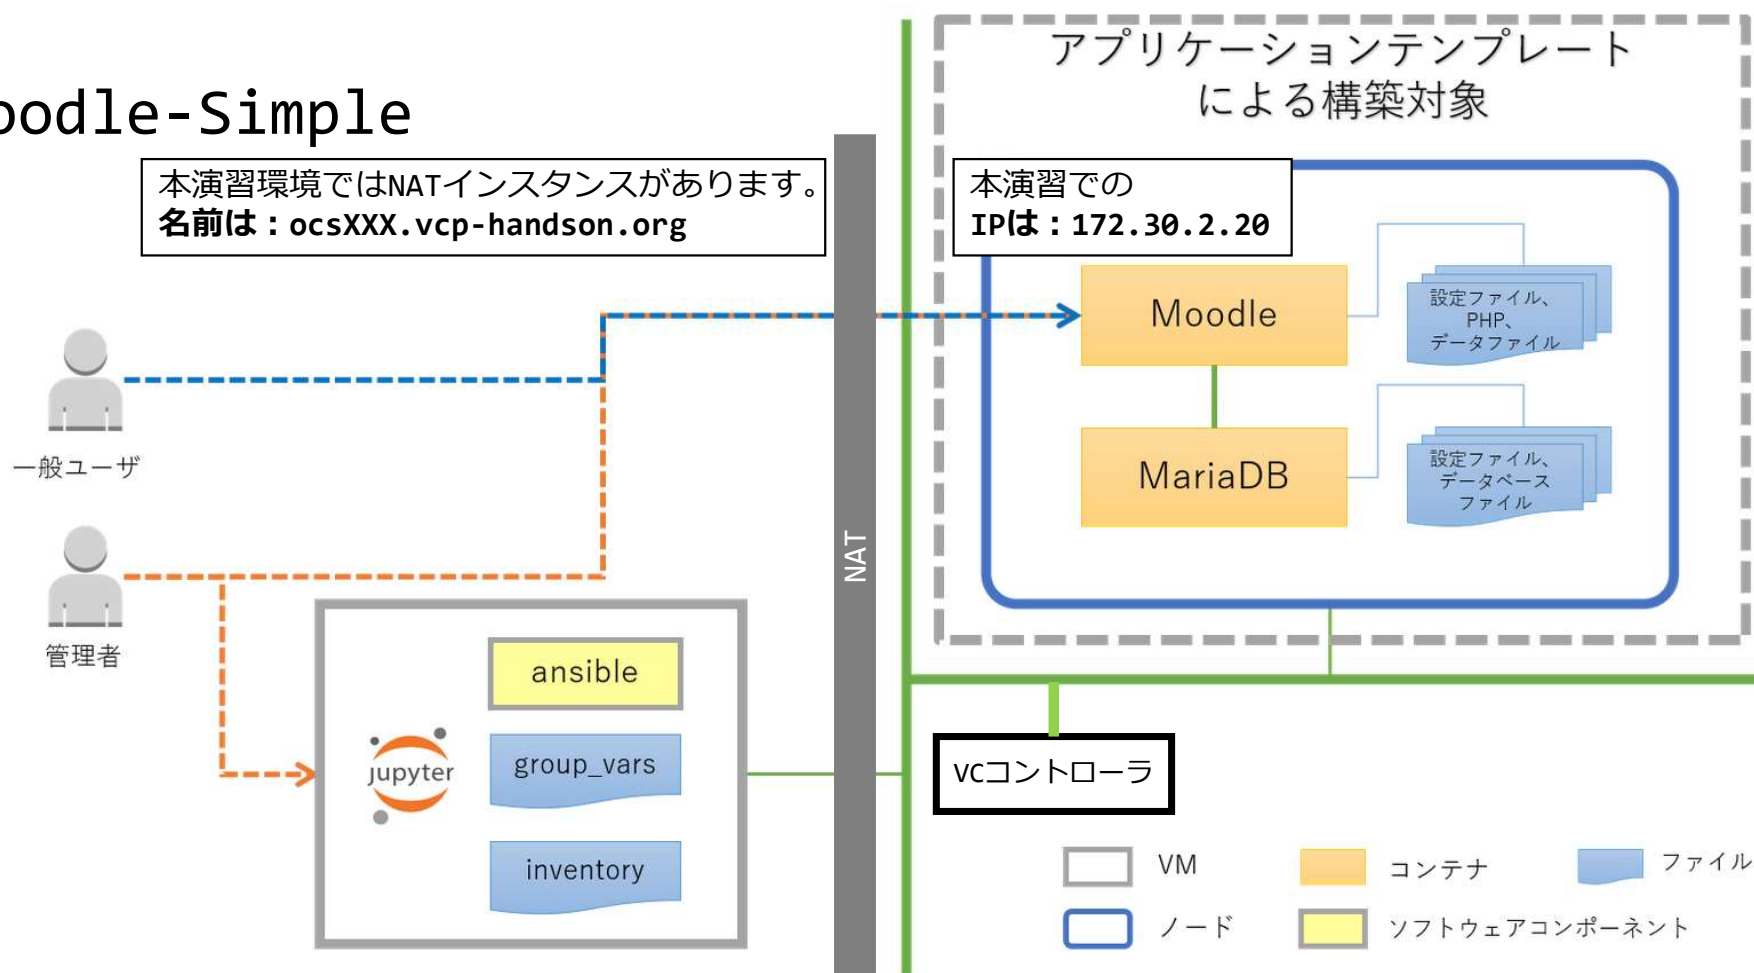 oodle-Simple
アプリケーションテンプレート
による構築対象
本演習環境ではNATインスタンスがあります。
名前は：ocsXXX.vcp-handson.org
本演習での
IPは：172.30.2.20
Moodle
設定ファイル、
PHP、
データファイル
一般ユーザ
MariaDB
設定ファイル、
データベース
ファイル
NAT
管理者
ansible
jupyter
group_vars
inventory
VCコントローラ
VM
コンテナ
ファイル
ノード
ソフトウェアコンポーネント